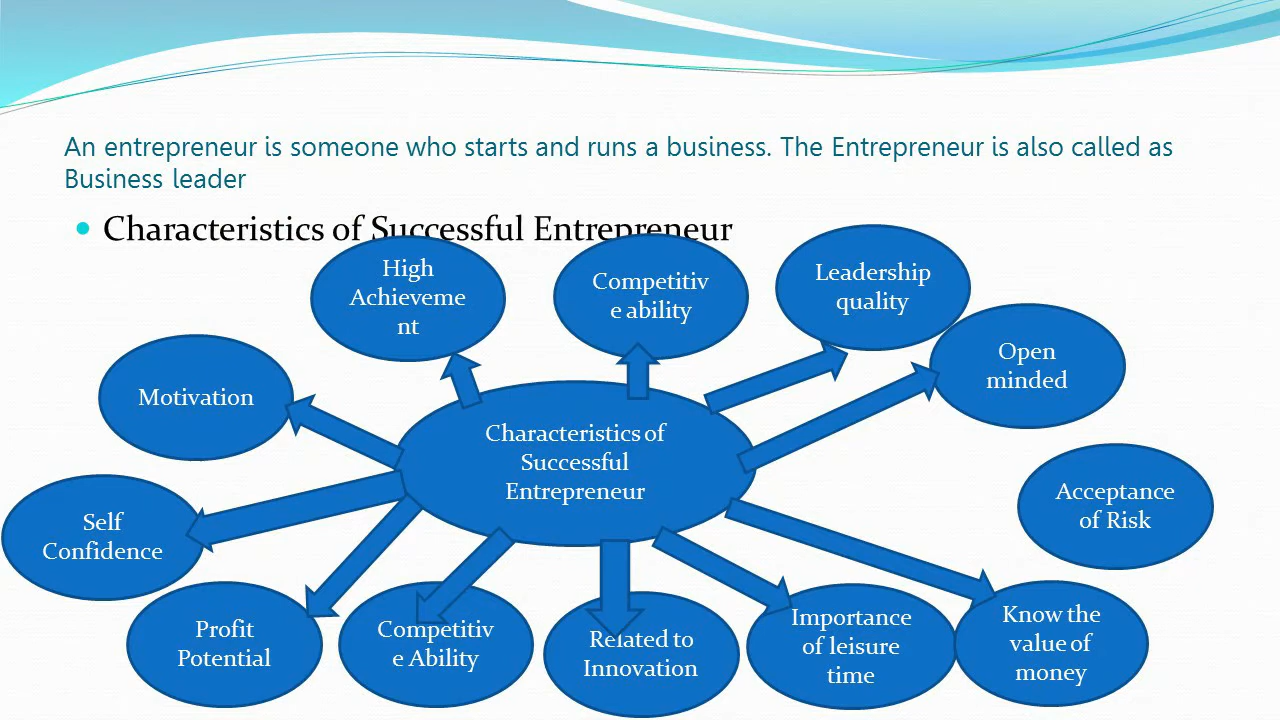 An entrepreneur is someone who starts and runs a business. The Entrepreneur is also called as
Business leader
Characteristics of Successful Entrepreneur
High
Achieveme
nt
Competitiv
e ability
Leadership
quality
Open
minded
Motivation
Characteristics of
Successful
Entrepreneur
Acceptance
of Risk
Self
Confidence
Profit
Potential
Competitiv
e Ability
Related to
Innovation
Importance
of leisure
time
Know the
value of
money